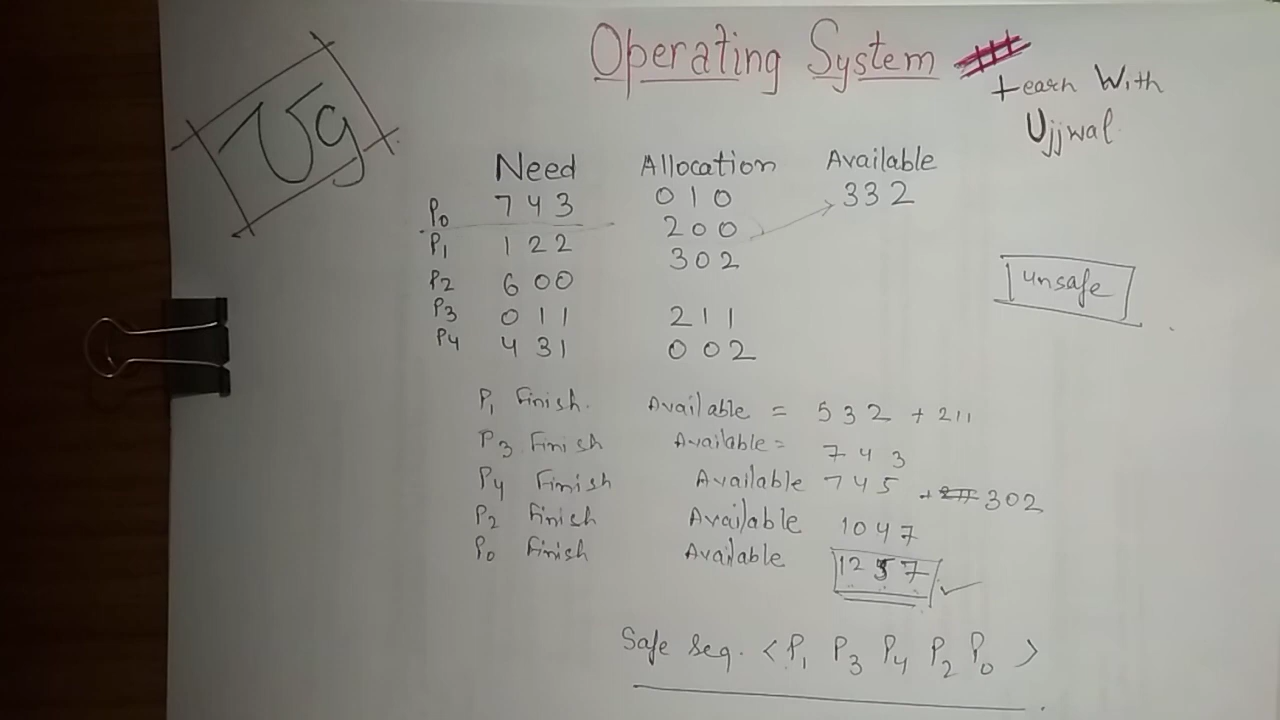 Operating System
Learn With
Ujjwal
Ug
Need Allocation Available
P0 7 4 3 0 1 0 3 3 2
P1 1 2 2 2 0 0
P2 6 0 0 3 0 2
P3 0 1 1 2 1 1
P4 4 3 1 0 0 2
unsafe
P1 Finish. Available = 5 3 2 + 2 1 1
P3 Finish Available = 7 4 3
P4 Finish Available 7 4 5 + 3 0 2
P2 Finish Available 10 4 7
P0 Finish Available 12 5 7
Safe Seq. < P1 P3 P4 P2 P0 >